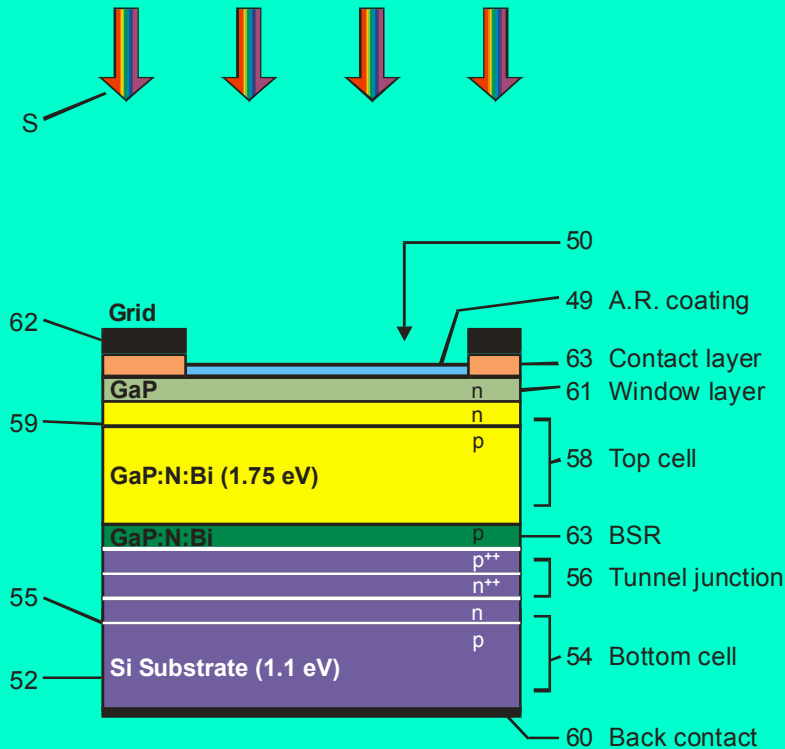 S
50
49 A.R. coating
Grid
62
63 Contact layer
GaP
n
61 Window layer
n
59
p
58 Top cell
GaP:N:Bi (1.75 eV)
GaP:N:Bi
p
63 BSR
p++
56 Tunnel junction
n++
55
n
p
Si Substrate (1.1 eV)
54 Bottom cell
52
60 Back contact